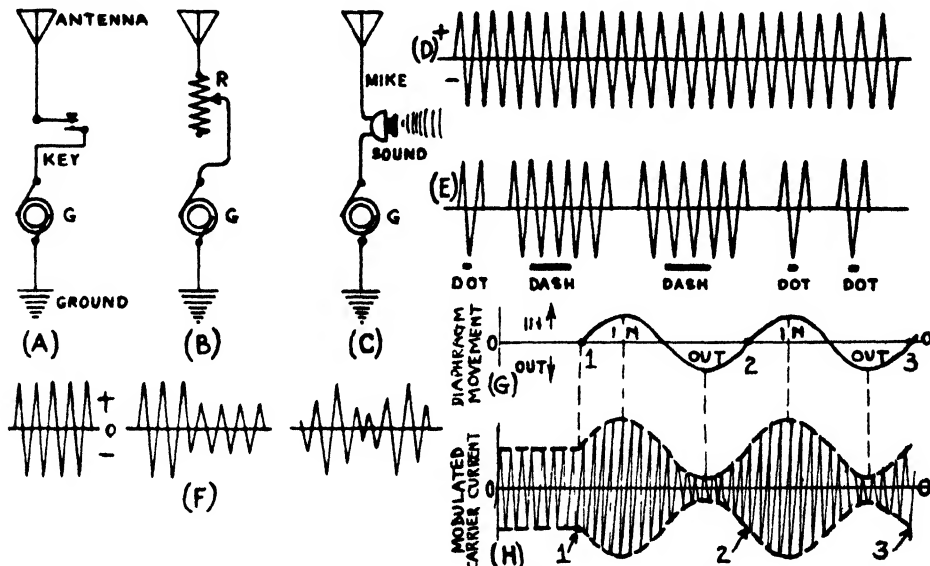 ANTENNA
KEY
G
GROUND
(A)
R
G
(B)
MIKE
SOUND
G
(C)
(D)
+
−
(E)
DOT
DASH
DASH
DOT
DOT
+
0
−
(F)
DIAPHRAGM
MOVEMENT
IN
OUT
0
1
IN
OUT
2
IN
OUT
3
0
(G)
MODULATED
CARRIER CURRENT
0
0
1
2
3
(H)